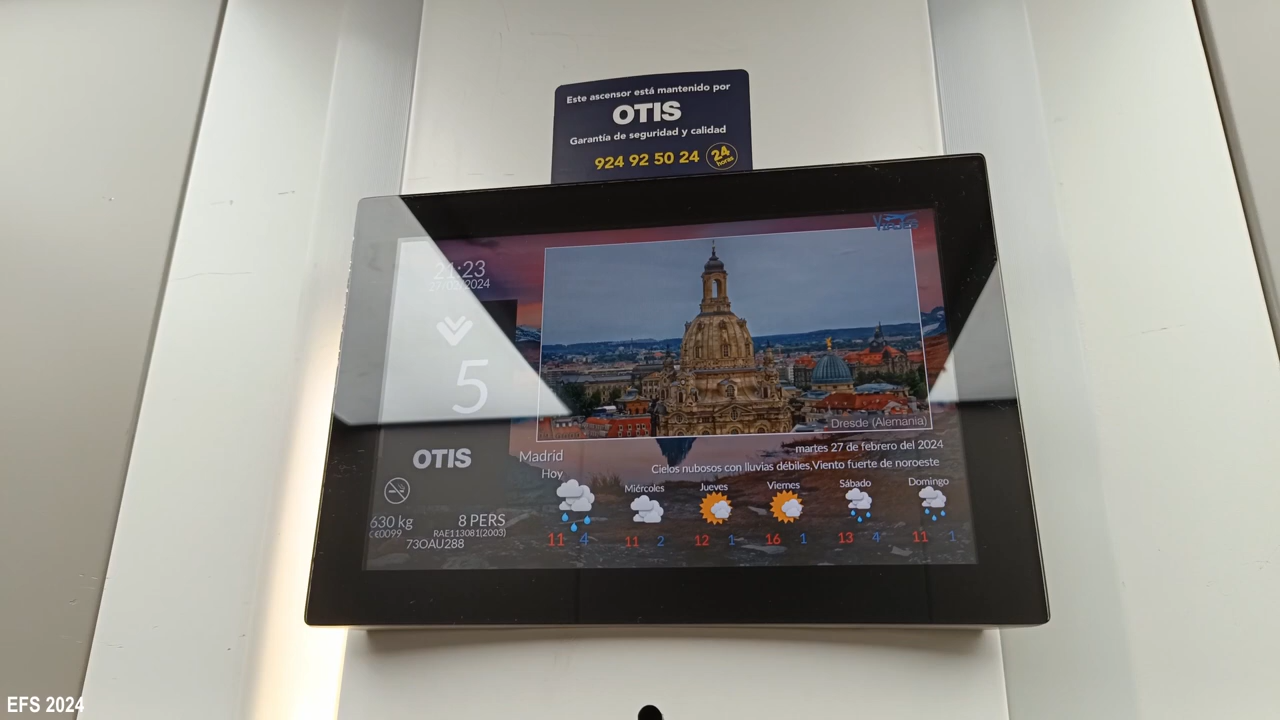 Este ascensor está mantenido por
OTIS
Garantía de seguridad y calidad
924 92 50 24
24
horas
VIAJES
21:23
27/02/2024
5
Dresde (Alemania)
OTIS
630 kg 8 PERS
CE0099 RAE113081(2003)
73OAU288
martes 27 de febrero del 2024
Cielos nubosos con lluvias débiles,Viento fuerte de noroeste
Madrid
Hoy Miércoles Jueves Viernes Sábado Domingo
11 4 11 2 12 1 16 1 13 4 11 1
EFS 2024